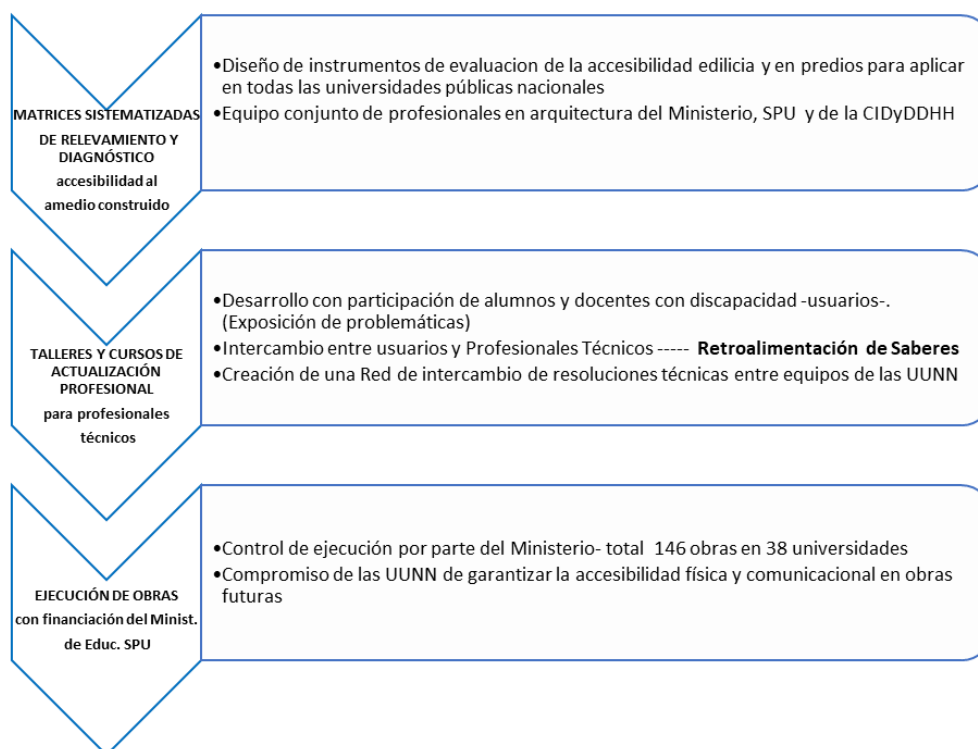 MATRICES SISTEMATIZADAS
DE RELEVAMIENTO Y
DIAGNÓSTICO
accesibilidad al
amedio construido
•Diseño de instrumentos de evaluacion de la accesibilidad edilicia y en predios para aplicar
en todas las universidades públicas nacionales
•Equipo conjunto de profesionales en arquitectura del Ministerio, SPU y de la CIDyDDHH
TALLERES Y CURSOS DE
ACTUALIZACIÓN
PROFESIONAL
para profesionales
técnicos
•Desarrollo con participación de alumnos y docentes con discapacidad -usuarios-.
(Exposición de problemáticas)
•Intercambio entre usuarios y Profesionales Técnicos ----- Retroalimentación de Saberes
•Creación de una Red de intercambio de resoluciones técnicas entre equipos de las UUNN
EJECUCIÓN DE OBRAS
con financiación del Minist.
de Educ. SPU
•Control de ejecución por parte del Ministerio- total 146 obras en 38 universidades
•Compromiso de las UUNN de garantizar la accesibilidad física y comunicacional en obras
futuras